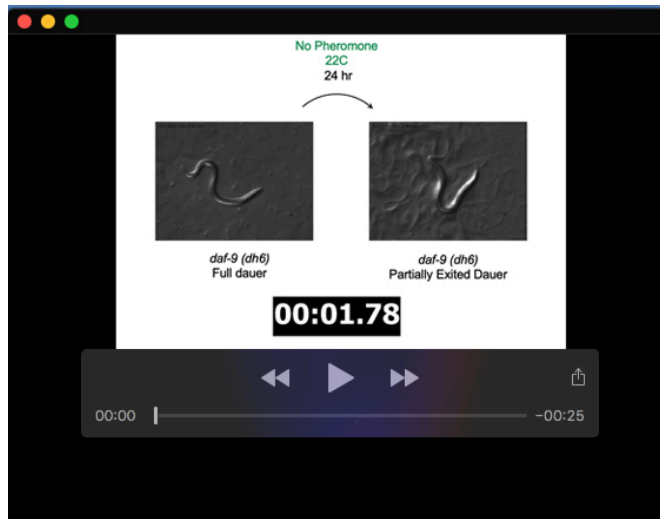 No Pheromone
22C
24 hr
daf-9 (dh6)
Full dauer
daf-9 (dh6)
Partially Exited Dauer
00:01.78
00:00
−00:25